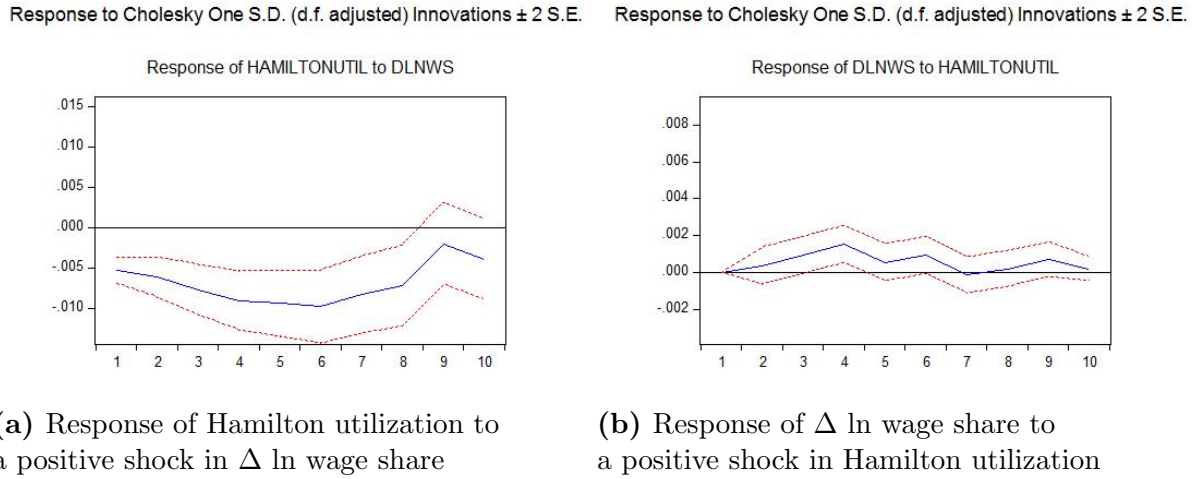 Response to Cholesky One S.D. (d.f. adjusted) Innovations ± 2 S.E.
Response of HAMILTONUTIL to DLNWS
.015
.010
.005
.000
-.005
-.010
1 2 3 4 5 6 7 8 9 10
(a) Response of Hamilton utilization to
a positive shock in Δ ln wage share
Response to Cholesky One S.D. (d.f. adjusted) Innovations ± 2 S.E.
Response of DLNWS to HAMILTONUTIL
.008
.006
.004
.002
.000
-.002
1 2 3 4 5 6 7 8 9 10
(b) Response of Δ ln wage share to
a positive shock in Hamilton utilization